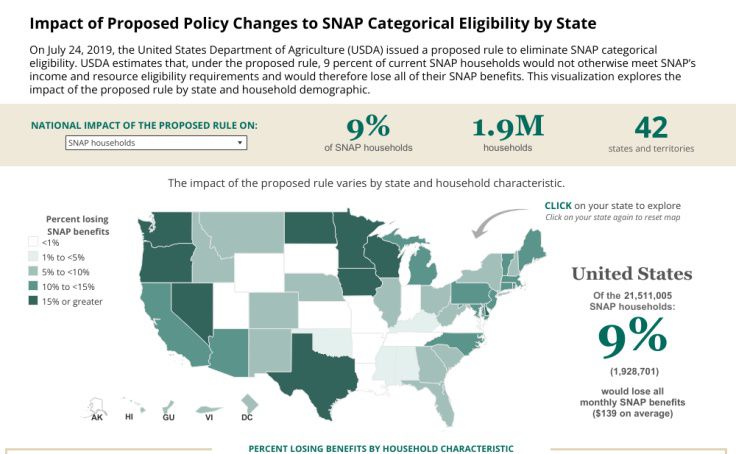 Impact of Proposed Policy Changes to SNAP Categorical Eligibility by State
On July 24, 2019, the United States Department of Agriculture (USDA) issued a proposed rule to eliminate SNAP categorical
eligibility. USDA estimates that, under the proposed rule, 9 percent of current SNAP households would not otherwise meet SNAP's
income and resource eligibility requirements and would therefore lose all of their SNAP benefits. This visualization explores the
impact of the proposed rule by state and household demographic.
NATIONAL IMPACT OF THE PROPOSED RULE ON:
SNAP households
9%
of SNAP households
1.9M
households
42
states and territories
The impact of the proposed rule varies by state and household characteristic.
CLICK on your state to explore
Click on your state again to reset map
Percent losing
SNAP benefits
<1%
1% to <5%
5% to <10%
10% to <15%
15% or greater
United States
Of the 21,511,005
SNAP households:
9%
(1,928,701)
would lose all
monthly SNAP benefits
($139 on average)
AK
HI
GU
VI
DC
PERCENT LOSING BENEFITS BY HOUSEHOLD CHARACTERISTIC